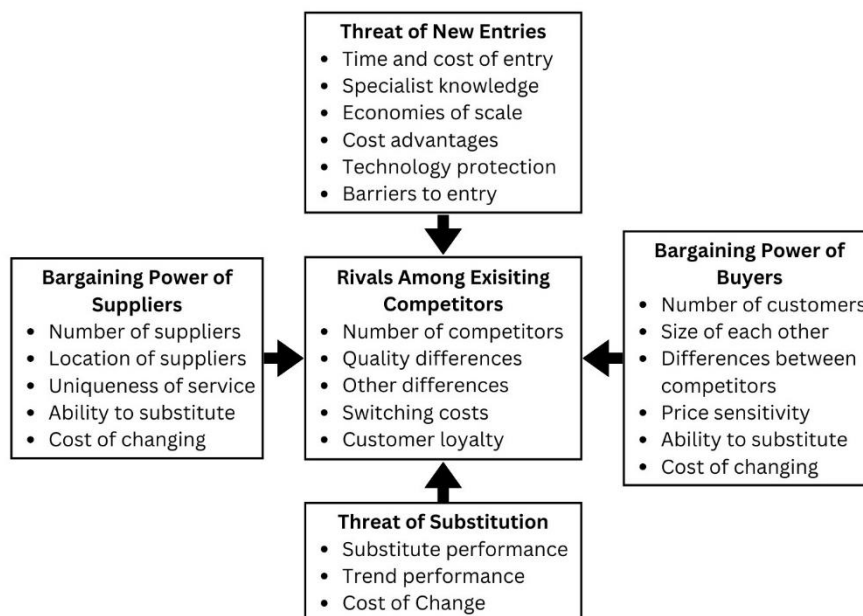 Threat of New Entries
• Time and cost of entry
• Specialist knowledge
• Economies of scale
• Cost advantages
• Technology protection
• Barriers to entry
Bargaining Power of
Suppliers
• Number of suppliers
• Location of suppliers
• Uniqueness of service
• Ability to substitute
• Cost of changing
Rivals Among Exisiting
Competitors
• Number of competitors
• Quality differences
• Other differences
• Switching costs
• Customer loyalty
Bargaining Power of
Buyers
• Number of customers
• Size of each other
• Differences between
competitors
• Price sensitivity
• Ability to substitute
• Cost of changing
Threat of Substitution
• Substitute performance
• Trend performance
• Cost of Change